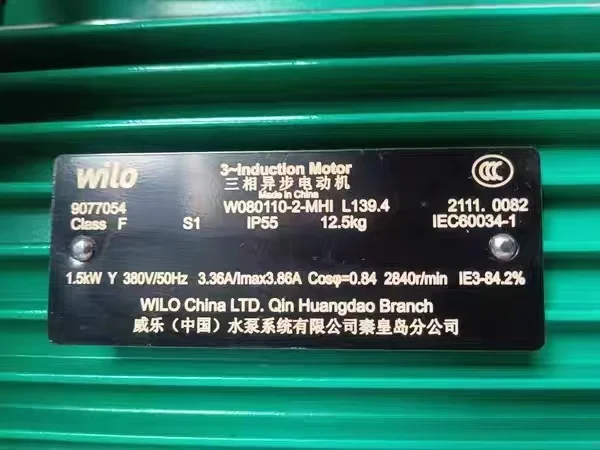 wilo
3~Induction Motor
三相异步电动机
Made in China
CCC
9077054 W080110-2-MHI L139.4 2111. 0082
Class F S1 IP55 12.5kg IEC60034-1
1.5kW Y 380V/50Hz 3.36A/Imax3.86A Cosφ=0.84 2840r/min IE3-84.2%
WILO China LTD. Qin Huangdao Branch
威乐（中国）水泵系统有限公司秦皇岛分公司